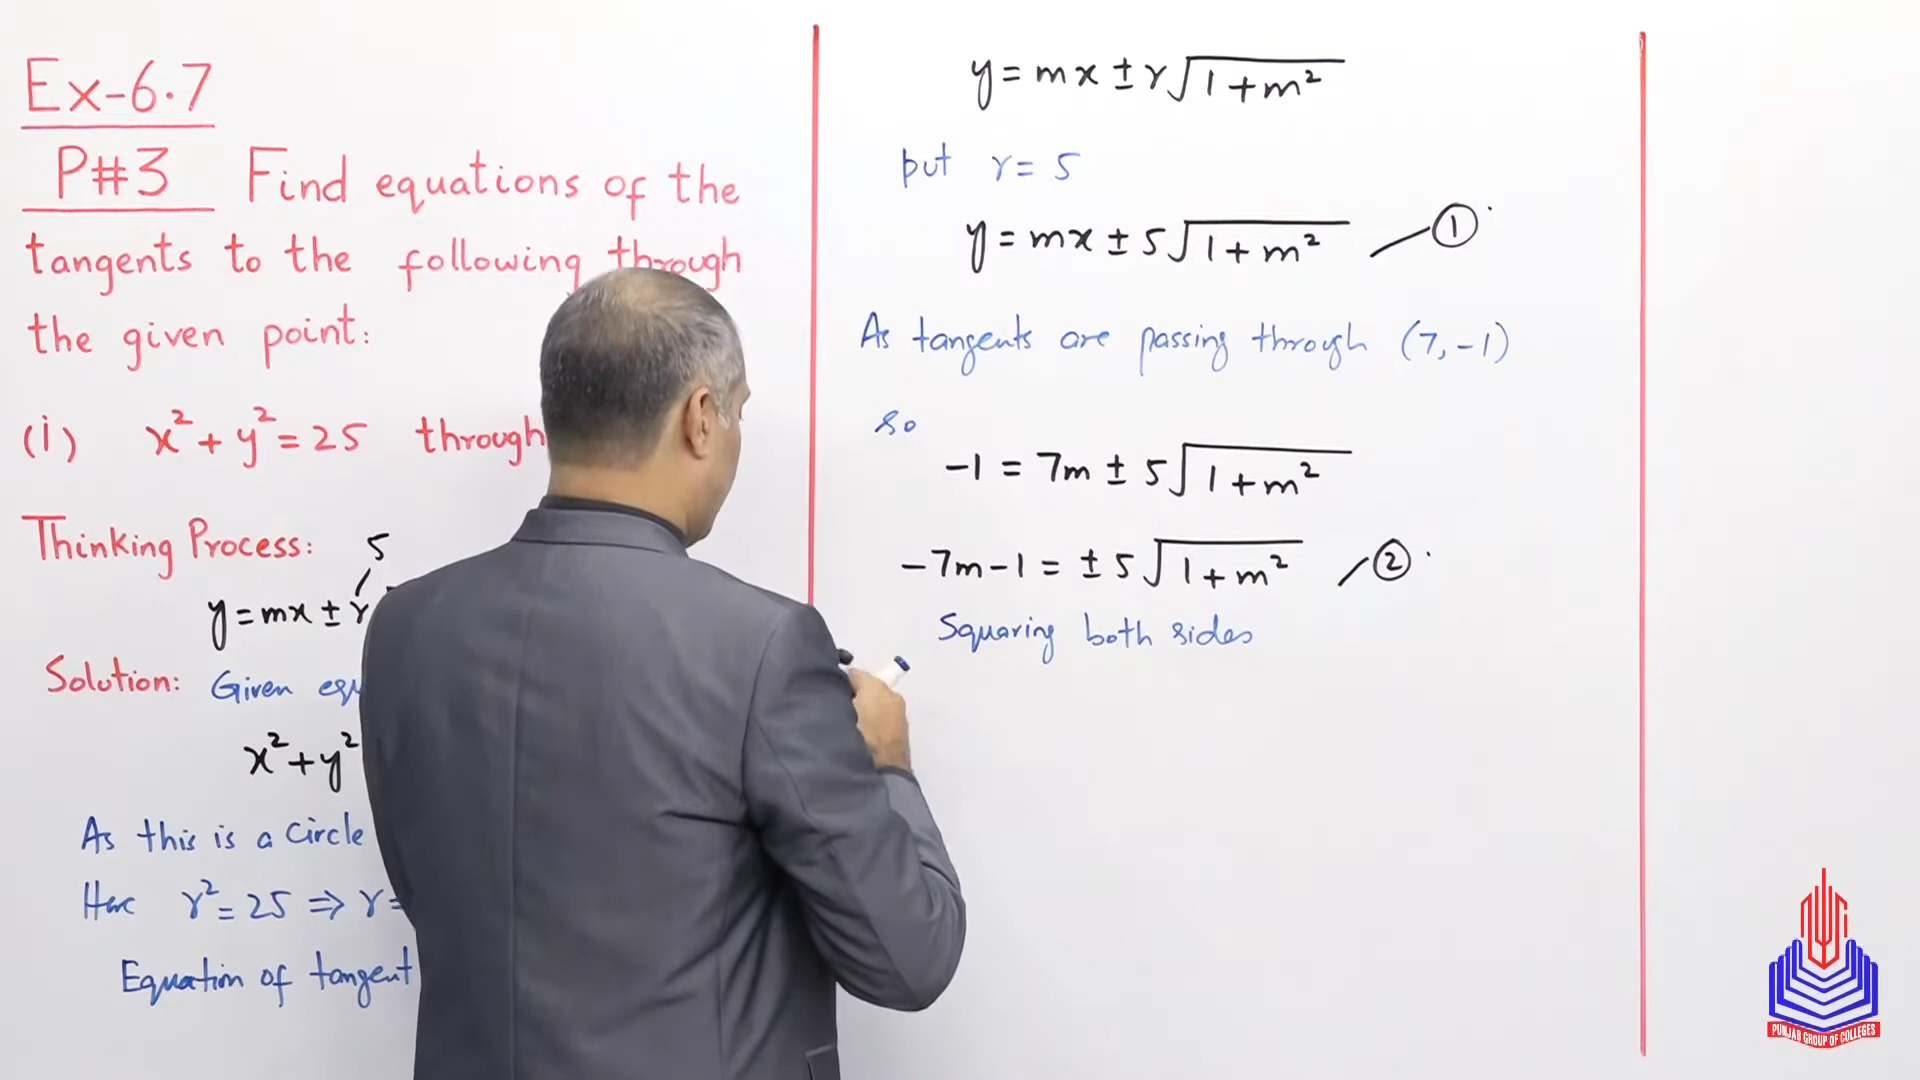 Ex-6.7
P#3 Find equations of the
tangents to the following through
the given point:
(i) x² + y² = 25 through
Thinking Process:
5
y = mx ± r
Solution: Given
x² + y²
As this is a Circle
Here r² = 25 ⇒ r =
Equation of tangent
y = mx ± r√(1 + m²)
put r = 5
y = mx ± 5√(1 + m²) ①
As tangents are passing through (7, -1)
so
-1 = 7m ± 5√(1 + m²)
-7m - 1 = ± 5√(1 + m²) ②
Squaring both sides
PUNJAB GROUP OF COLLEGES